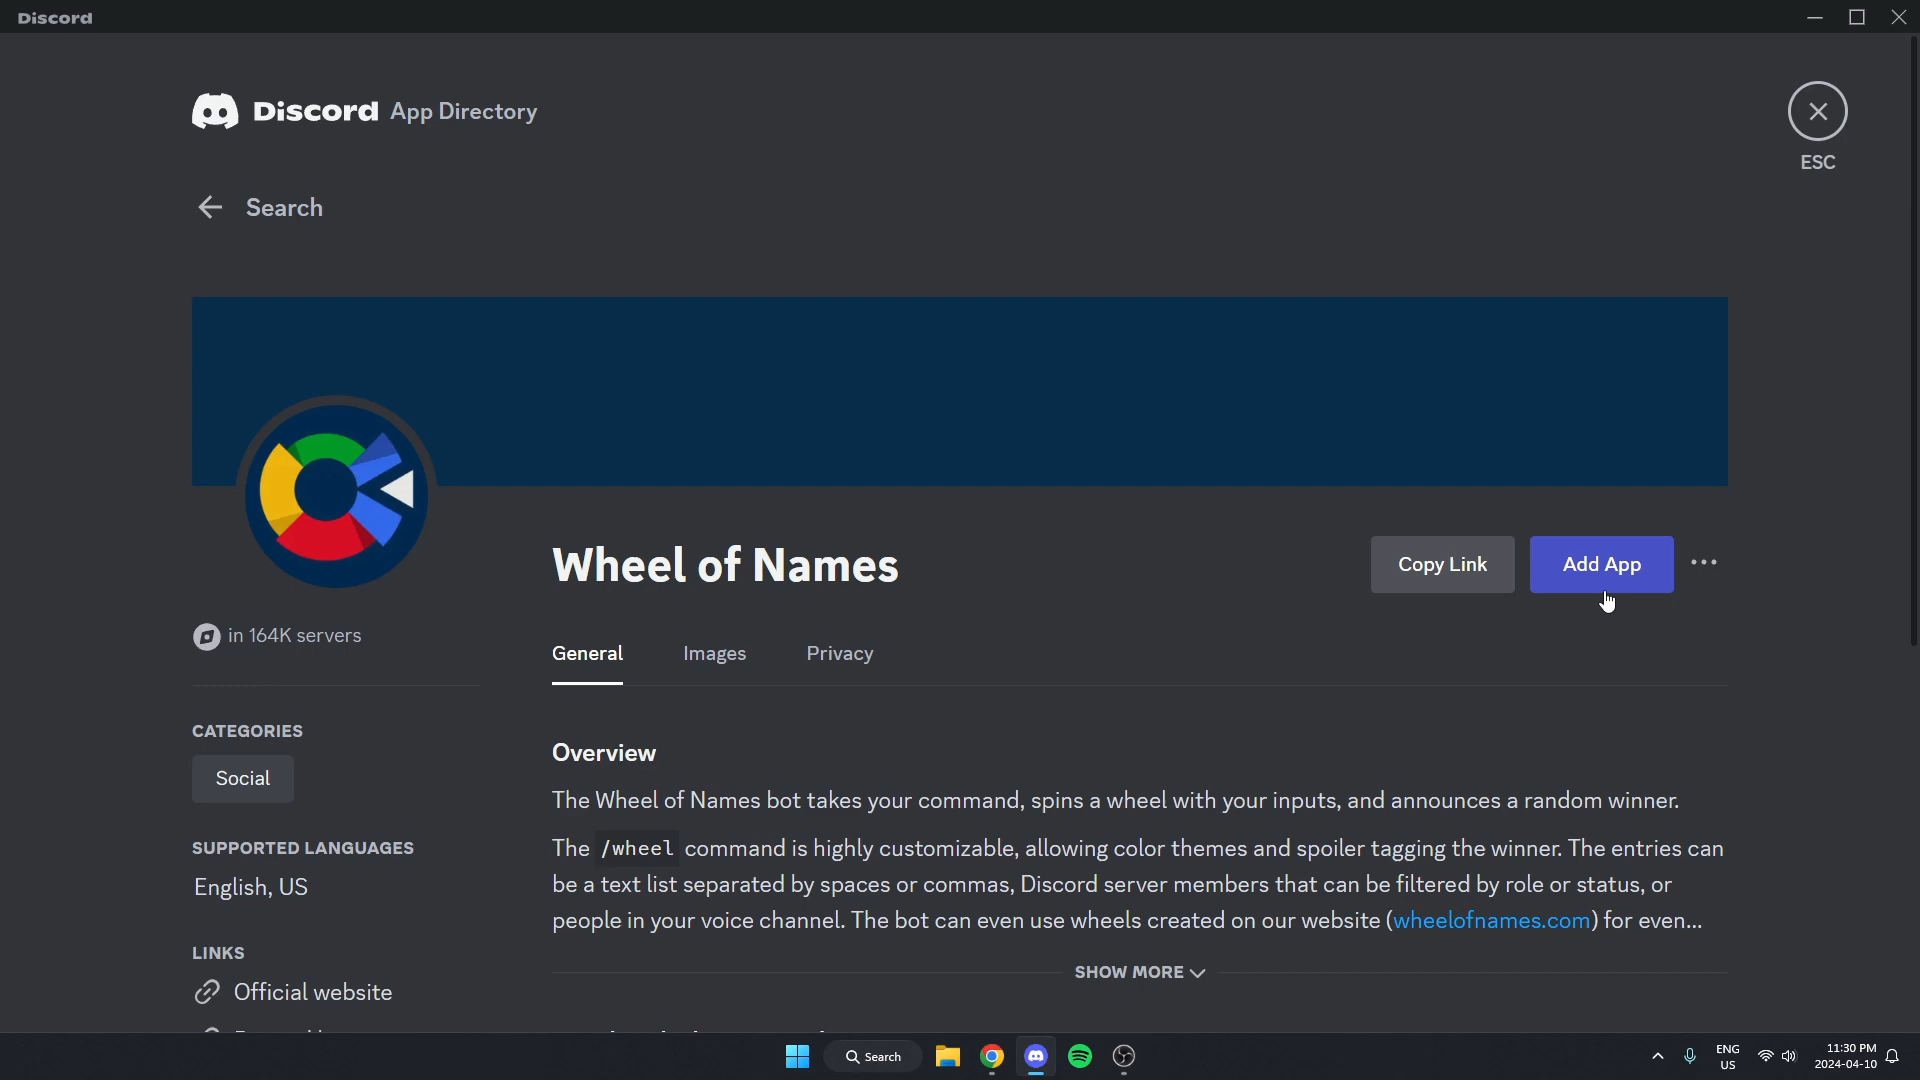 Discord
Discord App Directory
ESC
Search
Wheel of Names
Copy Link
Add App
in 164K servers
General
Images
Privacy
CATEGORIES
Social
SUPPORTED LANGUAGES
English, US
LINKS
Official website
Overview
The Wheel of Names bot takes your command, spins a wheel with your inputs, and announces a random winner.
The /wheel command is highly customizable, allowing color themes and spoiler tagging the winner. The entries can
be a text list separated by spaces or commas, Discord server members that can be filtered by role or status, or
people in your voice channel. The bot can even use wheels created on our website (wheelofnames.com) for even...
SHOW MORE
Search
ENG
US
11:30 PM
2024-04-10